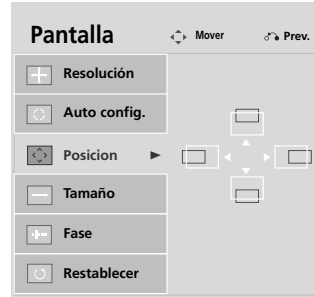 Pantalla Mover Prev.
Resolución
Auto config.
Posicion
Tamaño
Fase
Restablecer